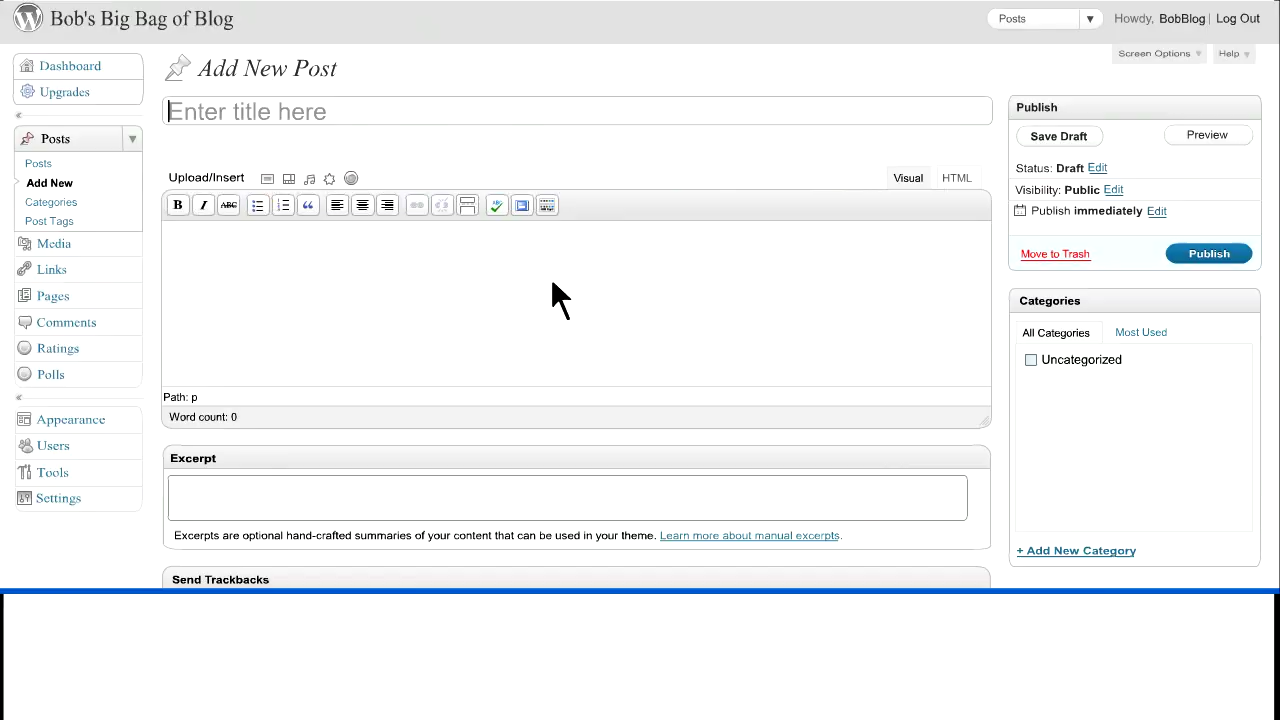 Bob's Big Bag of Blog
Posts
Howdy, BobBlog | Log Out
Screen Options
Help
Dashboard
Upgrades
Posts
Posts
Add New
Categories
Post Tags
Media
Links
Pages
Comments
Ratings
Polls
Appearance
Users
Tools
Settings
Add New Post
Enter title here
Upload/Insert
Visual
HTML
B I ABC
Path: p
Word count: 0
Excerpt
Excerpts are optional hand-crafted summaries of your content that can be used in your theme. Learn more about manual excerpts.
Send Trackbacks
Publish
Save Draft
Preview
Status: Draft Edit
Visibility: Public Edit
Publish immediately Edit
Move to Trash
Publish
Categories
All Categories
Most Used
Uncategorized
+ Add New Category